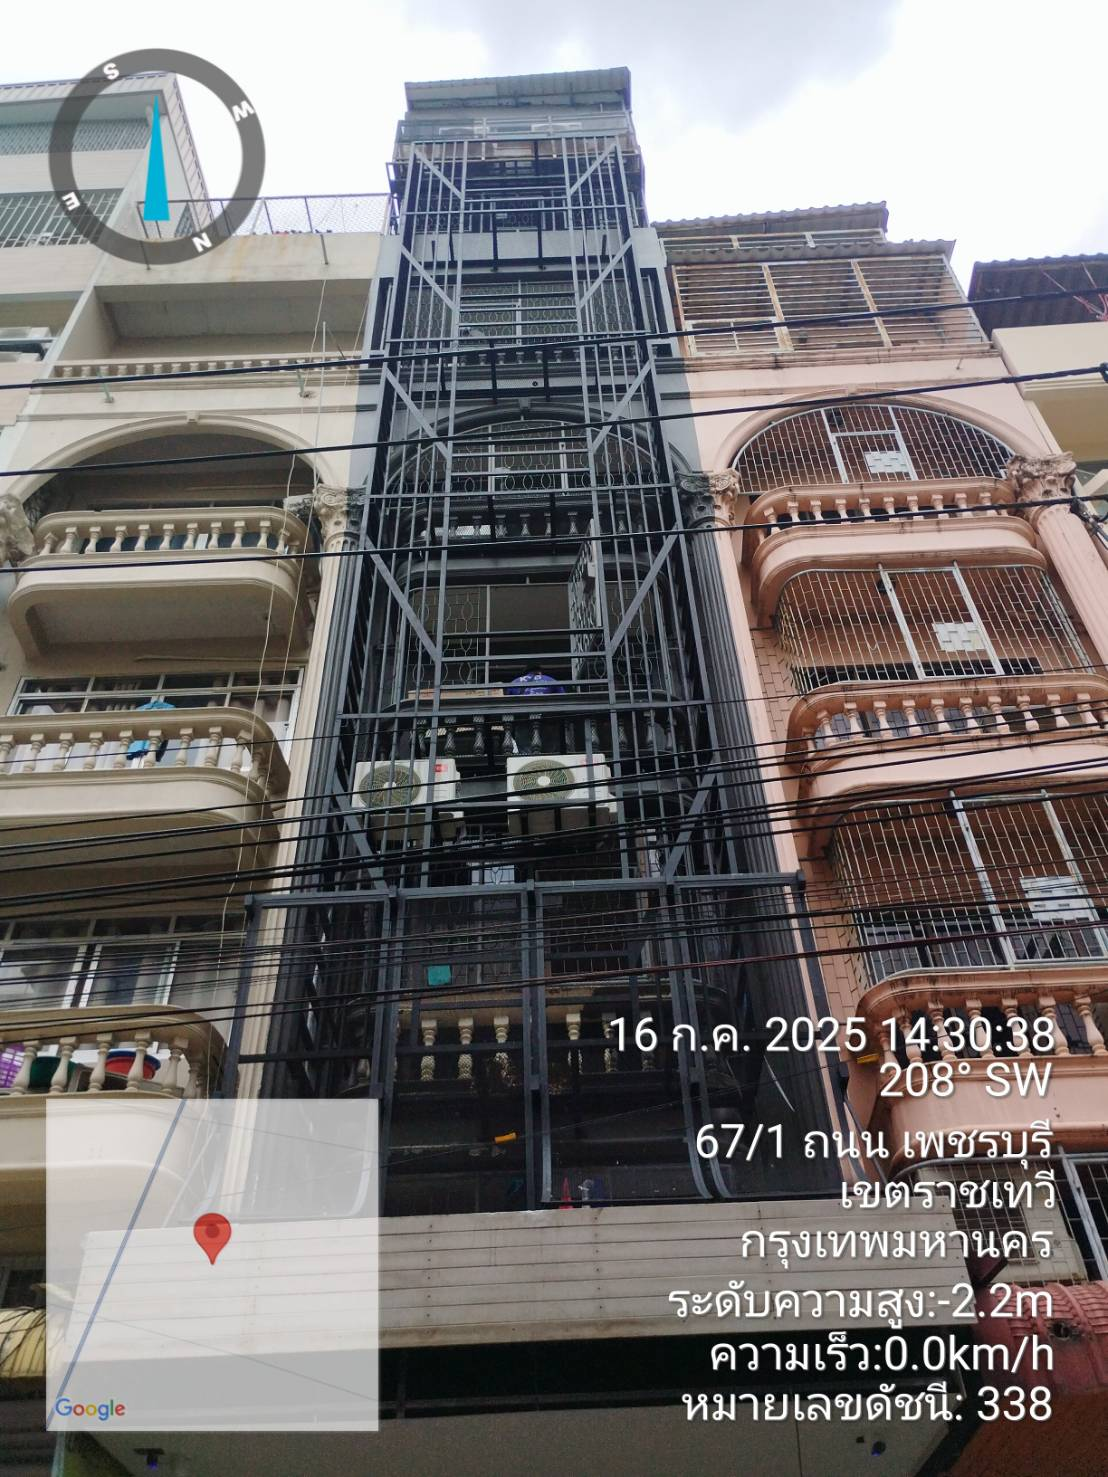 S
W
E
N
16 ก.ค. 2025 14:30:38
208° SW
67/1 ถนน เพชรบุรี
เขตราชเทวี
กรุงเทพมหานคร
ระดับความสูง:-2.2m
ความเร็ว:0.0km/h
หมายเลขดัชนี: 338
Google